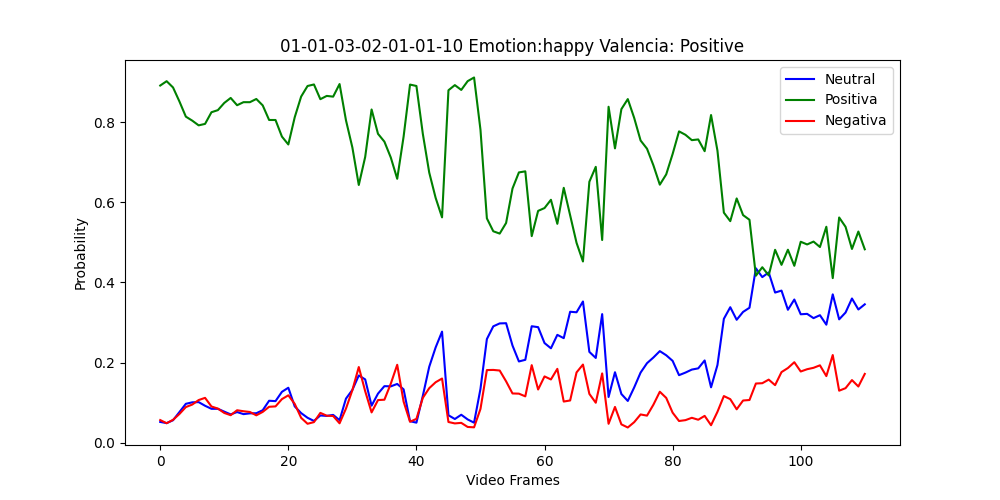 01-01-03-02-01-01-10 Emotion:happy Valencia: Positive
Neutral
Positiva
Negativa
Probability
0.8
0.6
0.4
0.2
0.0
0 20 40 60 80 100
Video Frames